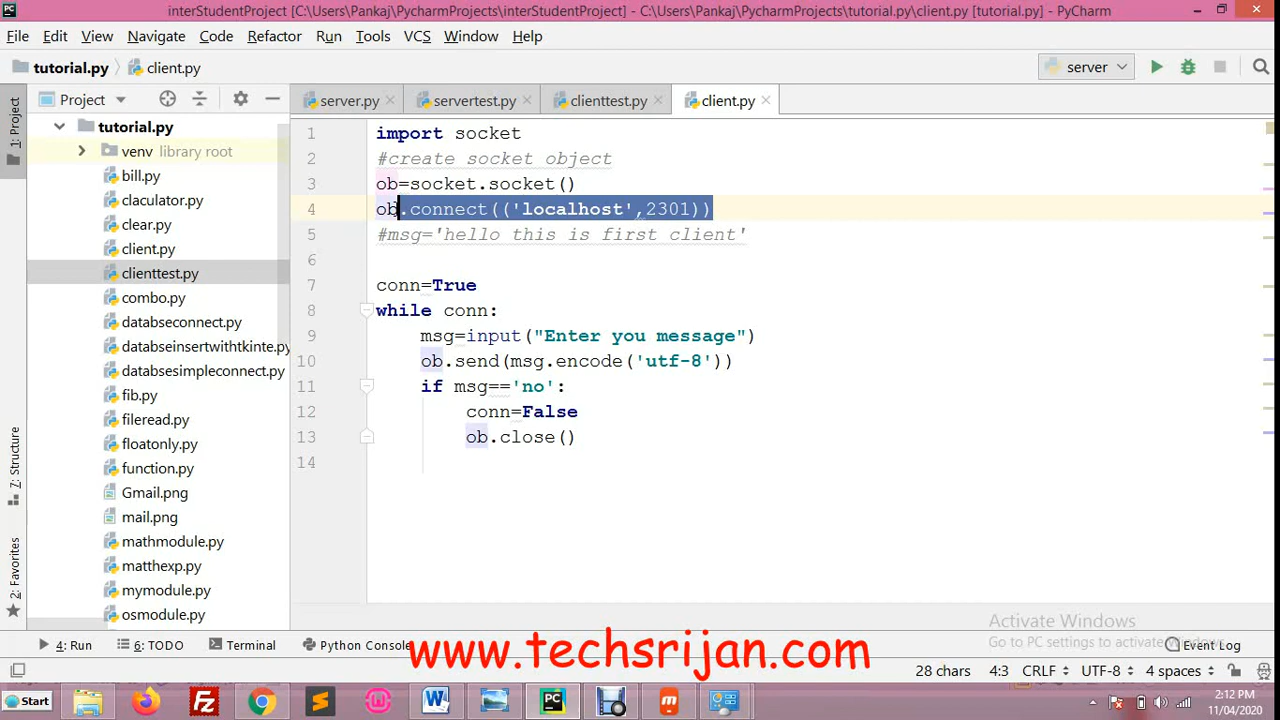 PC interStudentProject [C:\Users\Pankaj\PycharmProjects\interStudentProject] - C:\Users\Pankaj\PycharmProjects\tutorial.py\client.py [tutorial.py] - PyCharm
File Edit View Navigate Code Refactor Run Tools VCS Window Help
tutorial.py client.py server
1: Project
Project server.py servertest.py clienttest.py client.py
tutorial.py
venv library root
bill.py
claculator.py
clear.py
client.py
clienttest.py
combo.py
databseconnect.py
databseinsertwithtkinte.py
databsesimpleconnect.py
fib.py
fileread.py
floatonly.py
function.py
Gmail.png
mail.png
mathmodule.py
matthexp.py
mymodule.py
osmodule.py
7: Structure
2: Favorites
1 import socket
2 #create socket object
3 ob=socket.socket()
4 ob.connect(('localhost',2301))
5 #msg='hello this is first client'
6
7 conn=True
8 while conn:
9 msg=input("Enter you message")
10 ob.send(msg.encode('utf-8'))
11 if msg=='no':
12 conn=False
13 ob.close()
14
Activate Windows
Go to PC settings to activate Windows.
4: Run 6: TODO Terminal Python Console Event Log
www.techsrijan.com
28 chars 4:3 CRLF UTF-8 4 spaces
Start
2:12 PM
11/04/2020